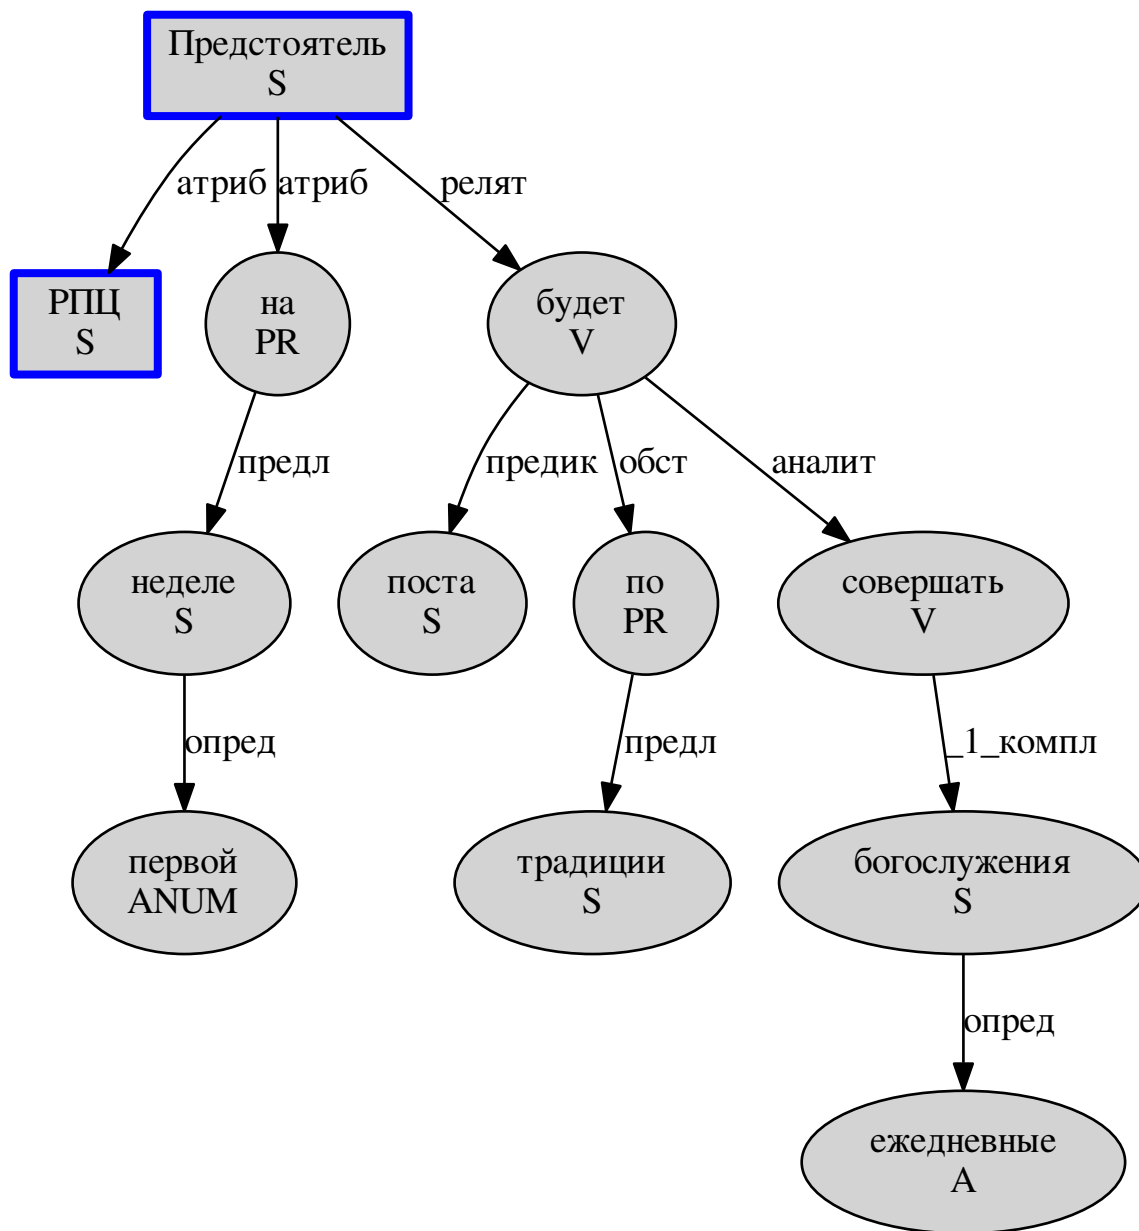 Предстоятель
S
атриб
атриб
релят
РПЦ
S
на
PR
будет
V
предл
предик
обст
аналит
неделе
S
поста
S
по
PR
совершать
V
опред
предл
_1_компл
первой
ANUM
традиции
S
богослужения
S
опред
ежедневные
A